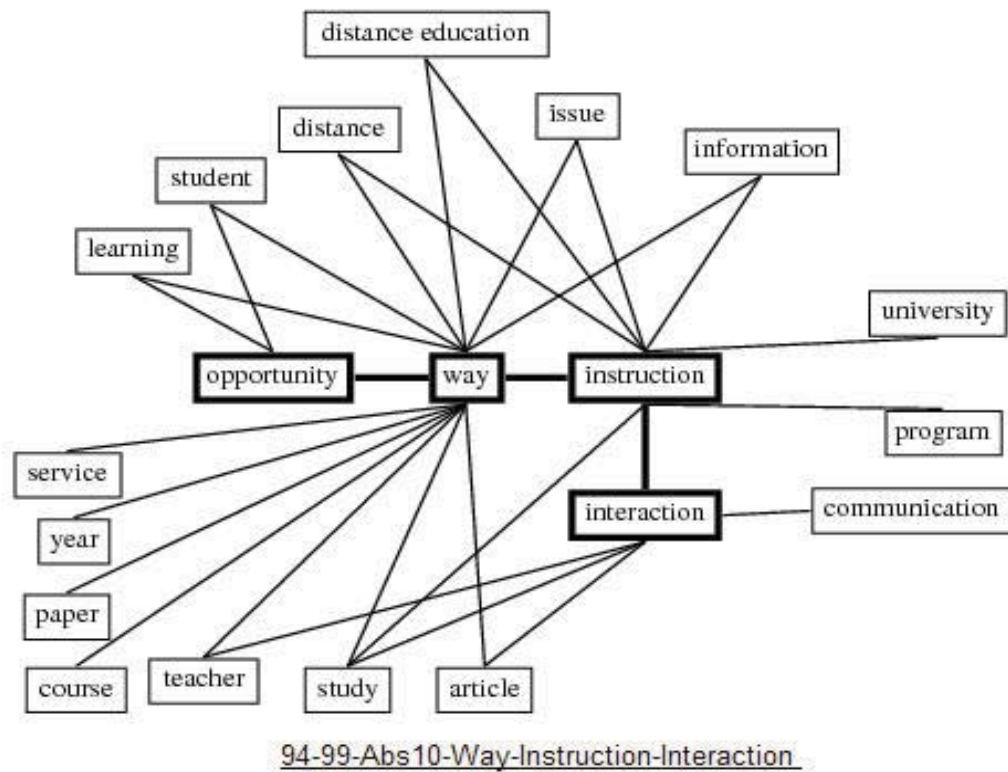 distance education
issue
distance
information
student
learning
university
opportunity
way
instruction
program
service
interaction
communication
year
paper
teacher
course
study
article
94-99-Abs10-Way-Instruction-Interaction